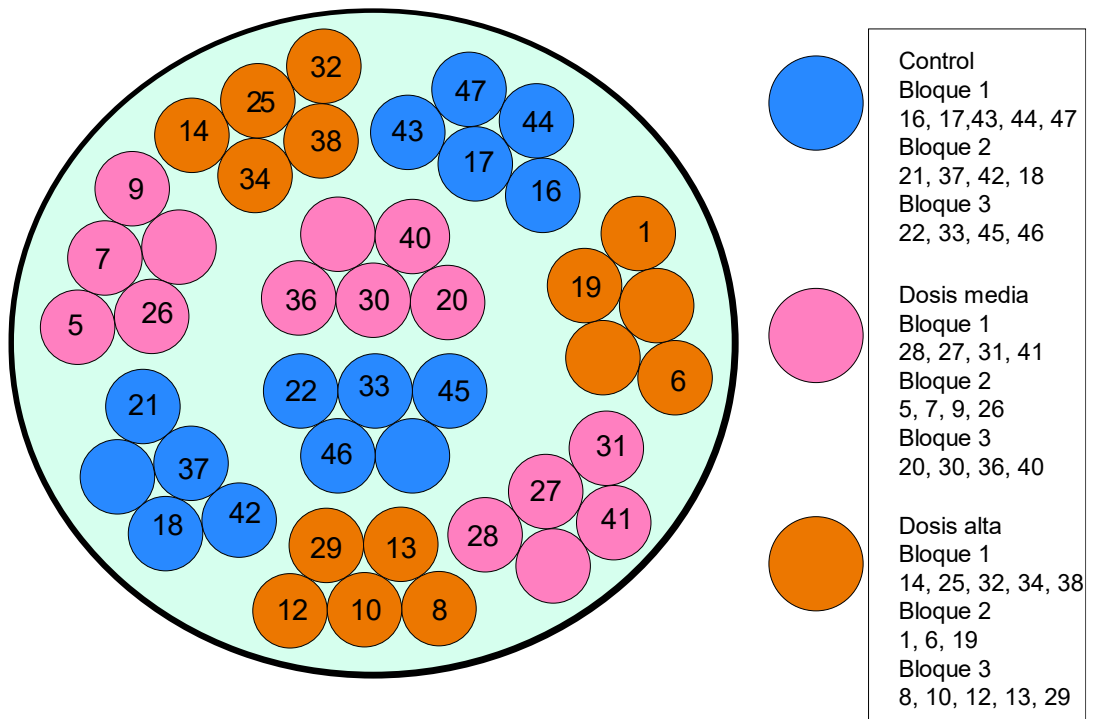 32
25
14
38
34
47
43
44
17
16
9
7
26
5
40
36
30
20
1
19
6
22
33
45
46
21
37
18
42
31
27
28
41
29
13
12
10
8
Control
Bloque 1
16, 17,43, 44, 47
Bloque 2
21, 37, 42, 18
Bloque 3
22, 33, 45, 46
Dosis media
Bloque 1
28, 27, 31, 41
Bloque 2
5, 7, 9, 26
Bloque 3
20, 30, 36, 40
Dosis alta
Bloque 1
14, 25, 32, 34, 38
Bloque 2
1, 6, 19
Bloque 3
8, 10, 12, 13, 29